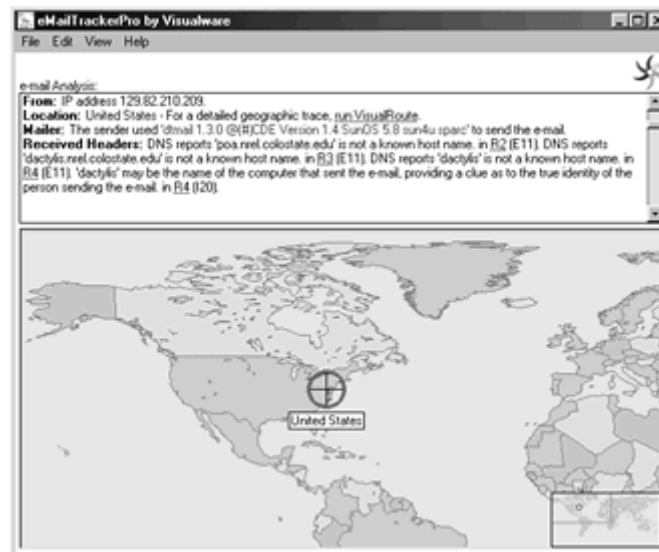 eMailTrackerPro by Visualware
File Edit View Help
e-mail Analysis:
From: IP address 129.82.210.209.
Location: United States - For a detailed geographic trace, run VisualRoute.
Mailer: The sender used 'dtmail 1.3.0 @(#)CDE Version 1.4 SunOS 5.8 sun4u sparc' to send the e-mail.
Received Headers: DNS reports 'poa.nrel.colostate.edu' is not a known host name. in R2 (E11). DNS reports
'dactylis.nrel.colostate.edu' is not a known host name. in R3 (E11). DNS reports 'dactylis' is not a known host name. in
R4 (E11). 'dactylis' may be the name of the computer that sent the e-mail, providing a clue as to the true identity of the
person sending the e-mail. in R4 (I20).
United States